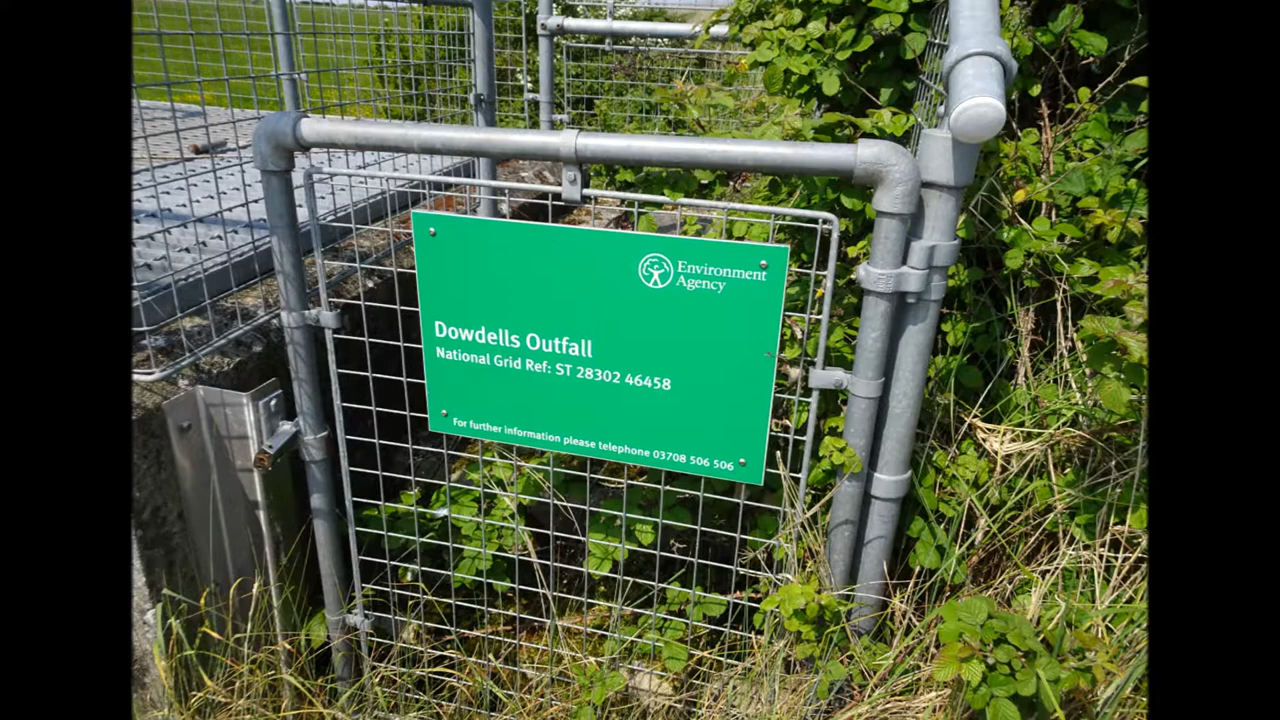 Environment
Agency
Dowdells Outfall
National Grid Ref: ST 28302 46458
For further information please telephone 03708 506 506